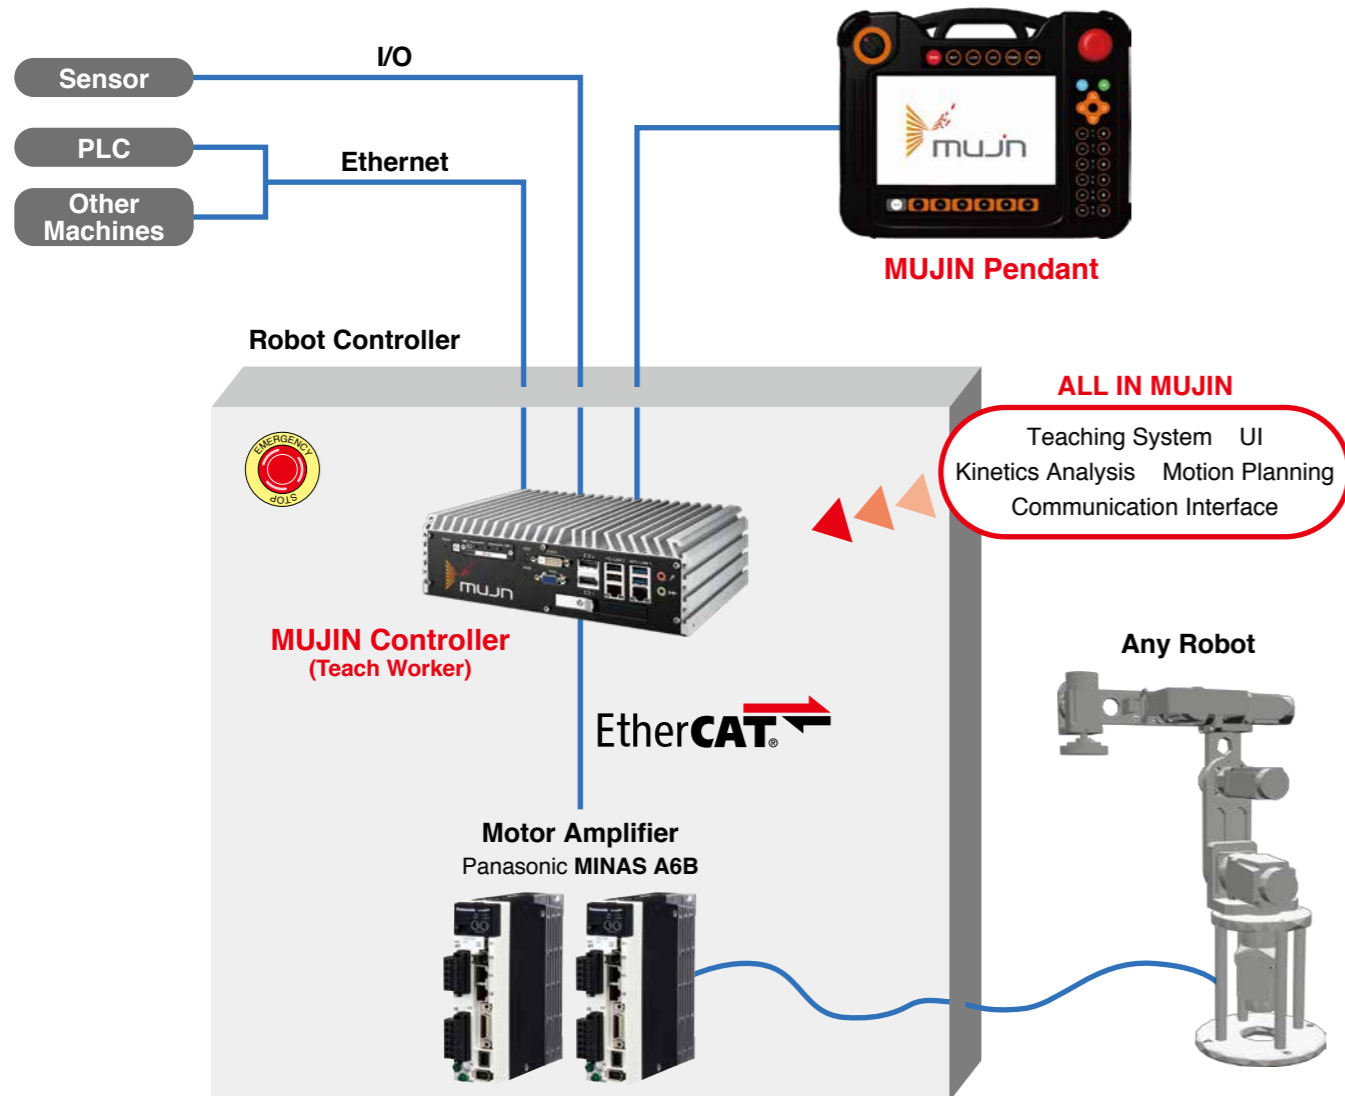 I/O
Sensor
PLC
Ethernet
Other
Machines
mujin
MUJIN Pendant
Robot Controller
ALL IN MUJIN
Teaching System UI
Kinetics Analysis Motion Planning
Communication Interface
EMERGENCY
STOP
mujin
MUJIN Controller
(Teach Worker)
Any Robot
EtherCAT®
Motor Amplifier
Panasonic MINAS A6B